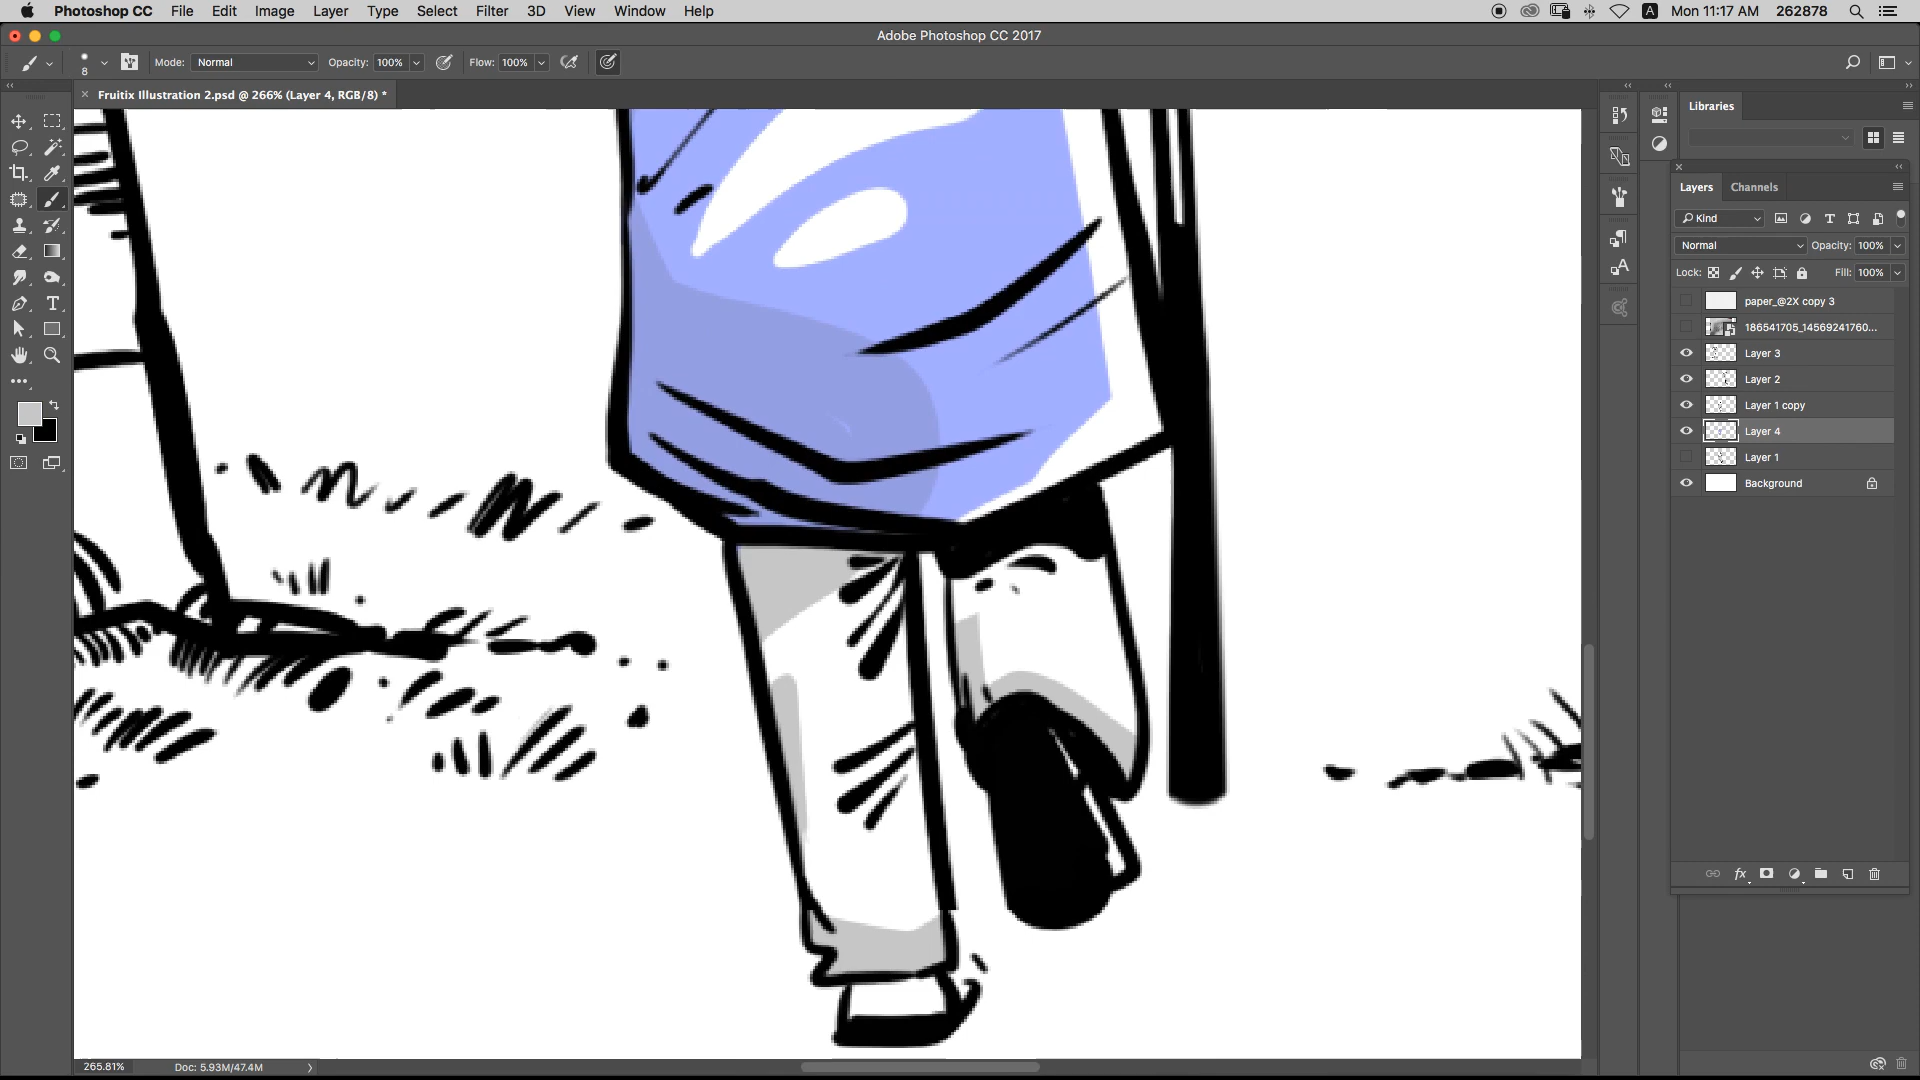 Photoshop CC File Edit Image Layer Type Select Filter 3D View Window Help A Mon 11:17 AM 262878
Adobe Photoshop CC 2017
8 Mode: Normal Opacity: 100% Flow: 100%
Fruitix Illustration 2.psd @ 266% (Layer 4, RGB/8) *
Libraries
Layers Channels
Kind
Normal Opacity: 100%
Lock: Fill: 100%
paper_@2X copy 3
186541705_14569241760...
Layer 3
Layer 2
Layer 1 copy
Layer 4
Layer 1
Background
fx
265.81% Doc: 5.93M/47.4M